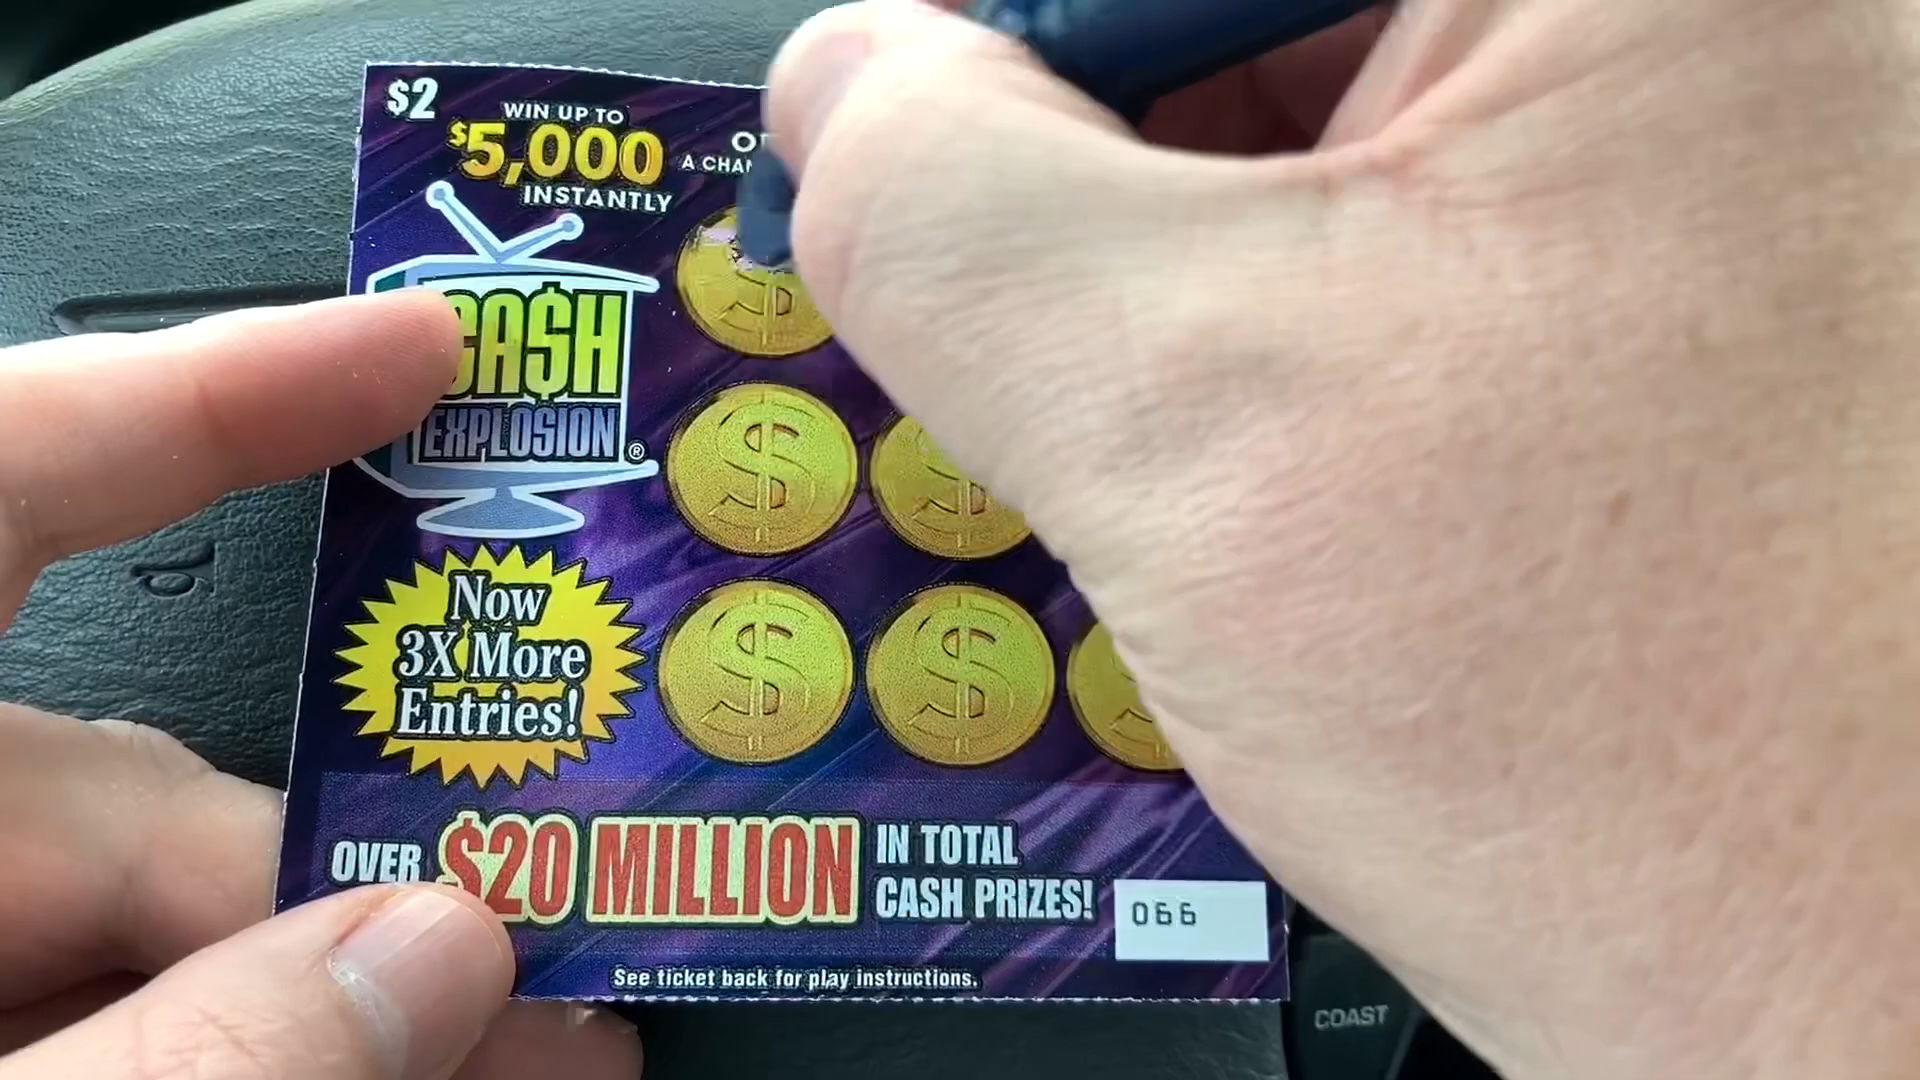 $2
WIN UP TO
$5,000
INSTANTLY
A
CASH
EXPLOSION®
Now
3X More
Entries!
OVER $20 MILLION IN TOTAL
CASH PRIZES!
066
See ticket back for play instructions.
COAST